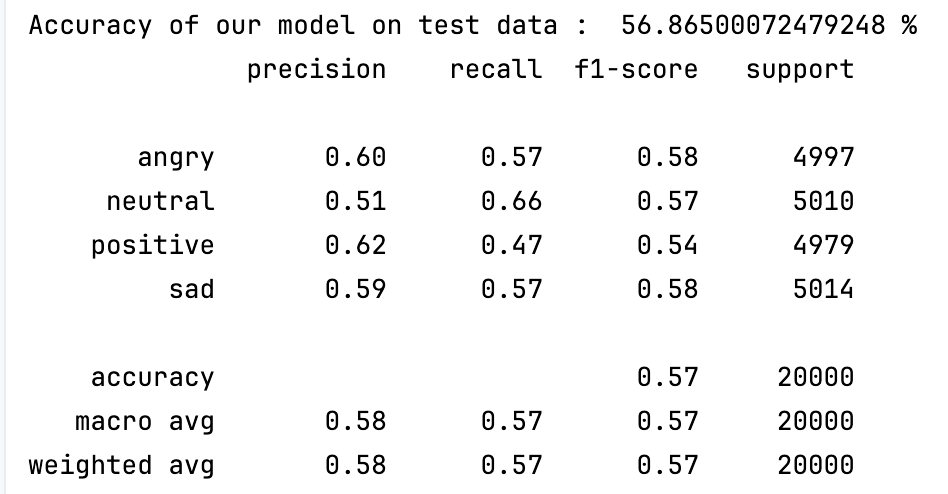 Accuracy of our model on test data :  56.86500072479248 %
              precision    recall  f1-score   support

       angry       0.60      0.57      0.58      4997
     neutral       0.51      0.66      0.57      5010
    positive       0.62      0.47      0.54      4979
         sad       0.59      0.57      0.58      5014

    accuracy                           0.57     20000
   macro avg       0.58      0.57      0.57     20000
weighted avg       0.58      0.57      0.57     20000